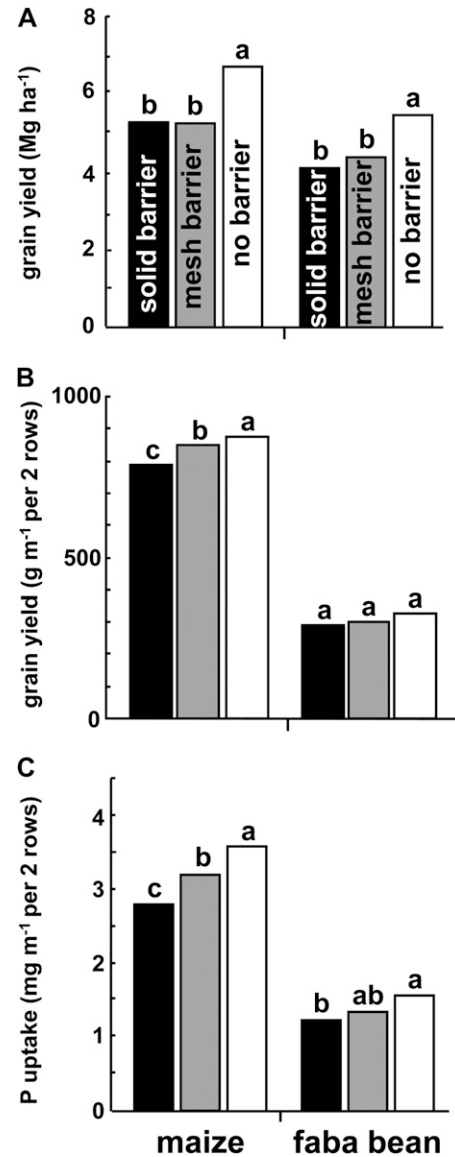 A
grain yield (Mg ha⁻¹)
8
6
4
2
0
b b a
b b a
solid barrier
mesh barrier
no barrier
solid barrier
mesh barrier
no barrier
B
grain yield (g m⁻¹ per 2 rows)
1000
500
0
c b a
a a a
C
P uptake (mg m⁻¹ per 2 rows)
4
3
2
1
0
c b a
b ab a
maize faba bean